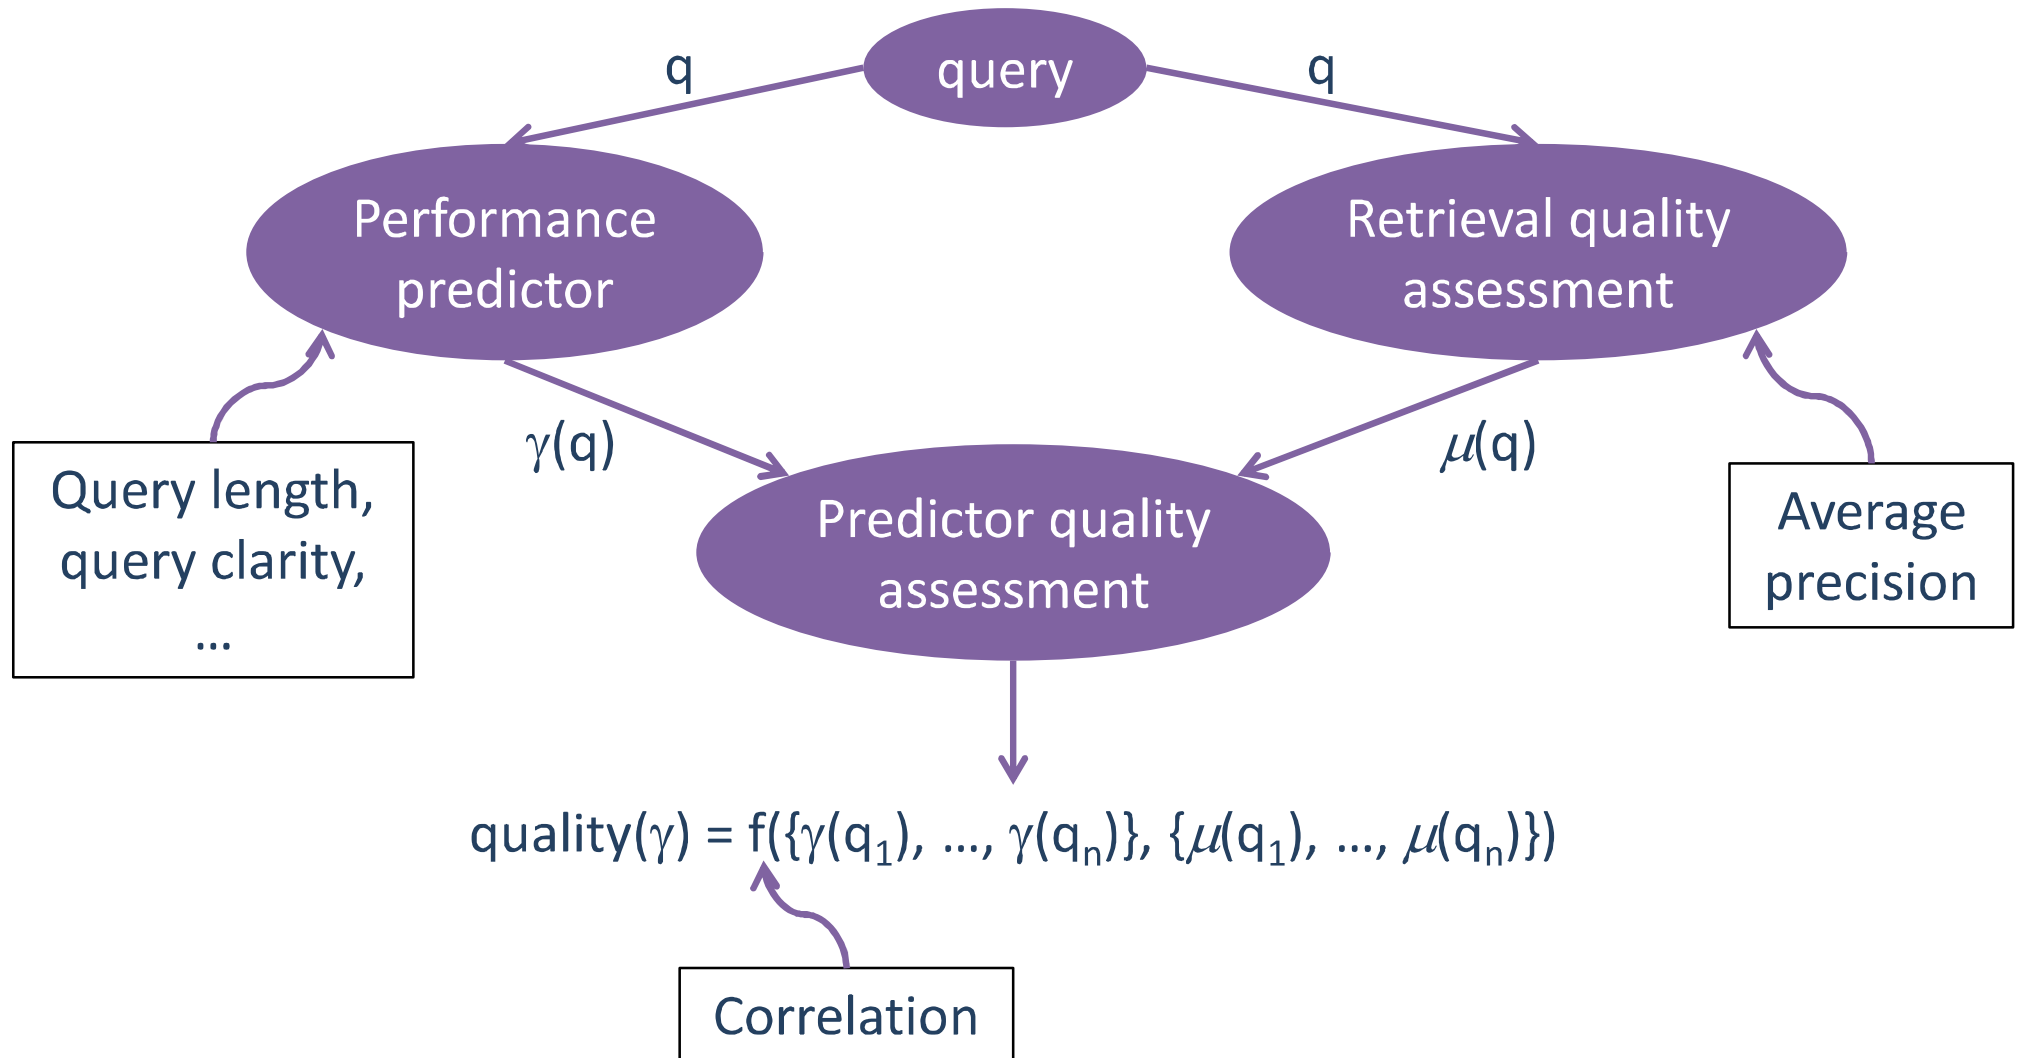 query
q
q
Performance
predictor
Retrieval quality
assessment
γ(q)
μ(q)
Query length,
query clarity,
...
Predictor quality
assessment
Average
precision
quality(γ) = f({γ(q₁), ..., γ(qₙ)}, {μ(q₁), ..., μ(qₙ)})
Correlation